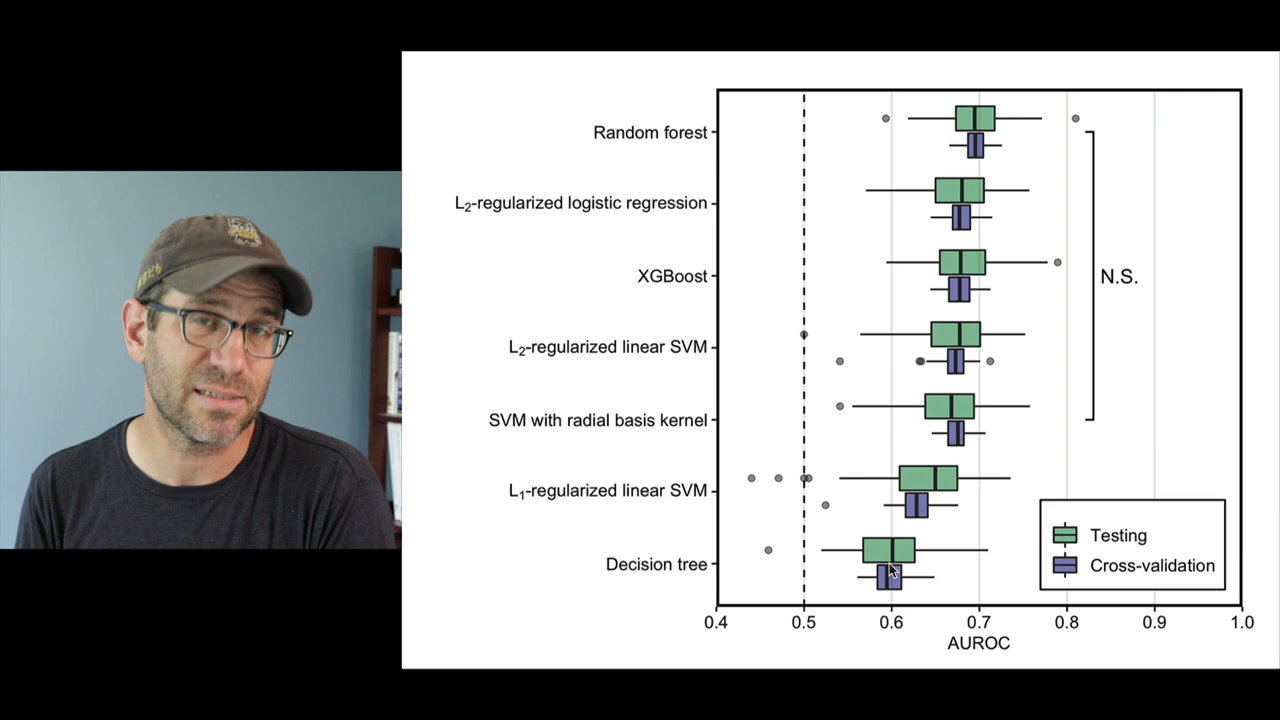 Random forest
L₂-regularized logistic regression
XGBoost
L₂-regularized linear SVM
SVM with radial basis kernel
L₁-regularized linear SVM
Decision tree
N.S.
Testing
Cross-validation
0.4 0.5 0.6 0.7 0.8 0.9 1.0
AUROC